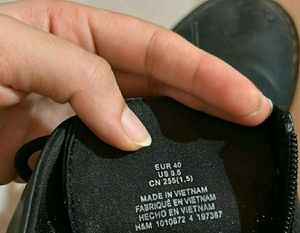 EUR 40
US 8.5
CN 255(1.5)
MADE IN VIETNAM
FABRIQUÉ EN VIETNAM
HECHO EN VIETNAM
H&M 1010872 4 187387